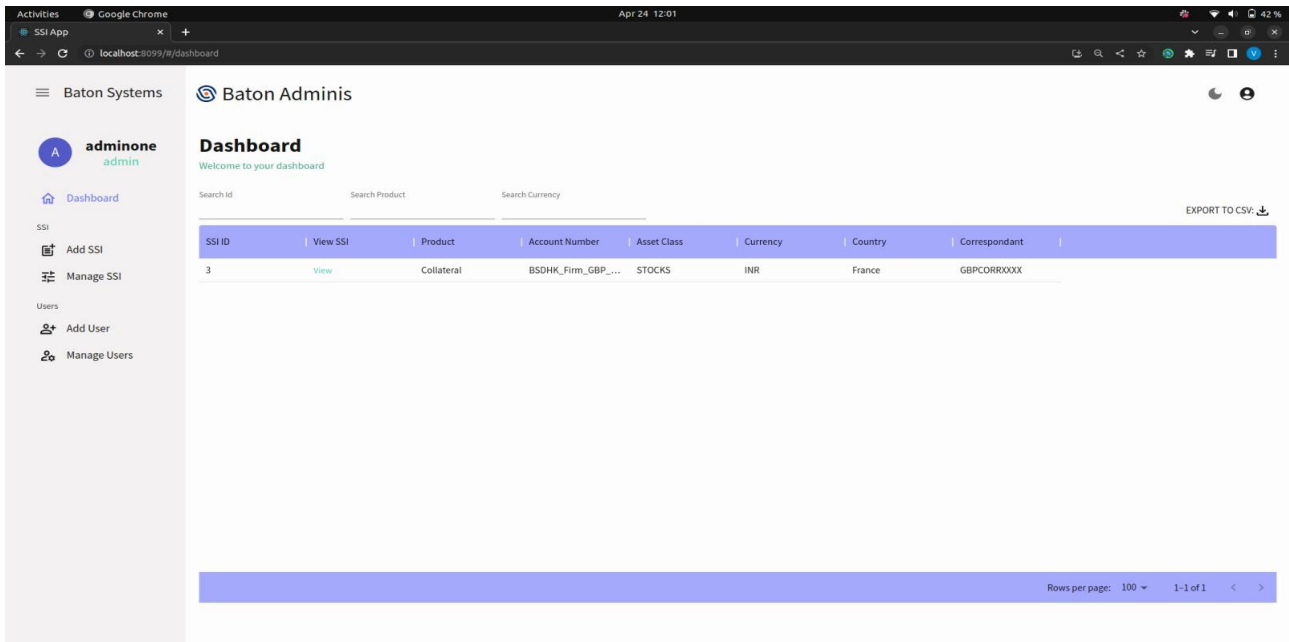 Activities Google Chrome Apr 24 12:01 42 %
SSI App
localhost:8099/#/dashboard V
Baton Systems Baton Adminis
A adminone
admin
Dashboard
Welcome to your dashboard
Dashboard
SSI
Add SSI
Manage SSI
Users
Add User
Manage Users
Search Id Search Product Search Currency
EXPORT TO CSV:
SSI ID View SSI Product Account Number Asset Class Currency Country Correspondant
3 View Collateral BSDHK_Firm_GBP_... STOCKS INR France GBPCORRXXXX
Rows per page: 100 1–1 of 1